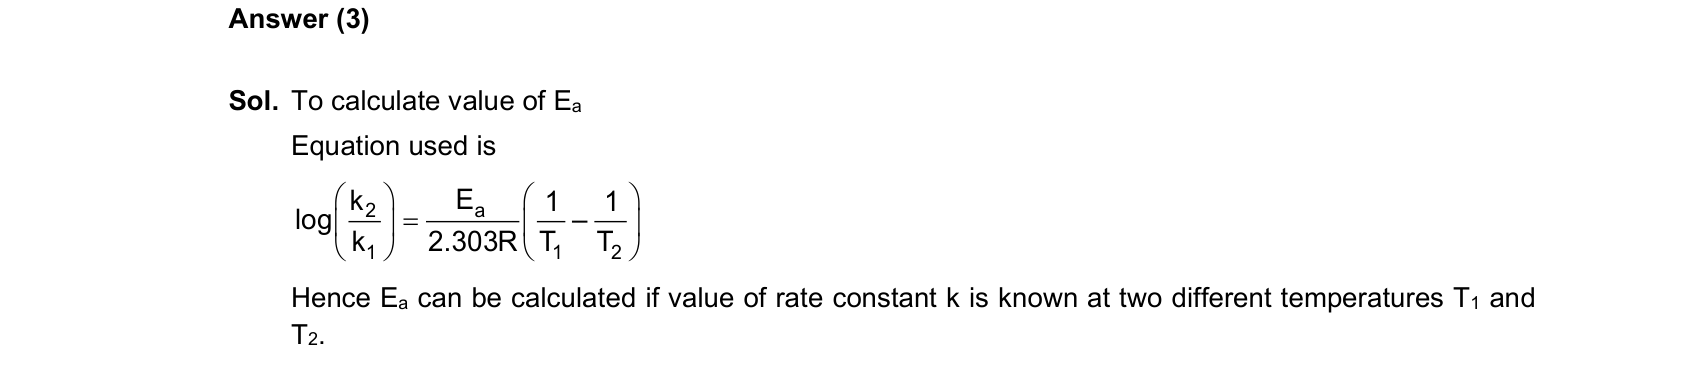 Answer (3)
Sol. To calculate value of Eₐ
Equation used is
log(k₂/k₁) = Eₐ/2.303R (1/T₁ − 1/T₂)
Hence Eₐ can be calculated if value of rate constant k is known at two different temperatures T₁ and
T₂.